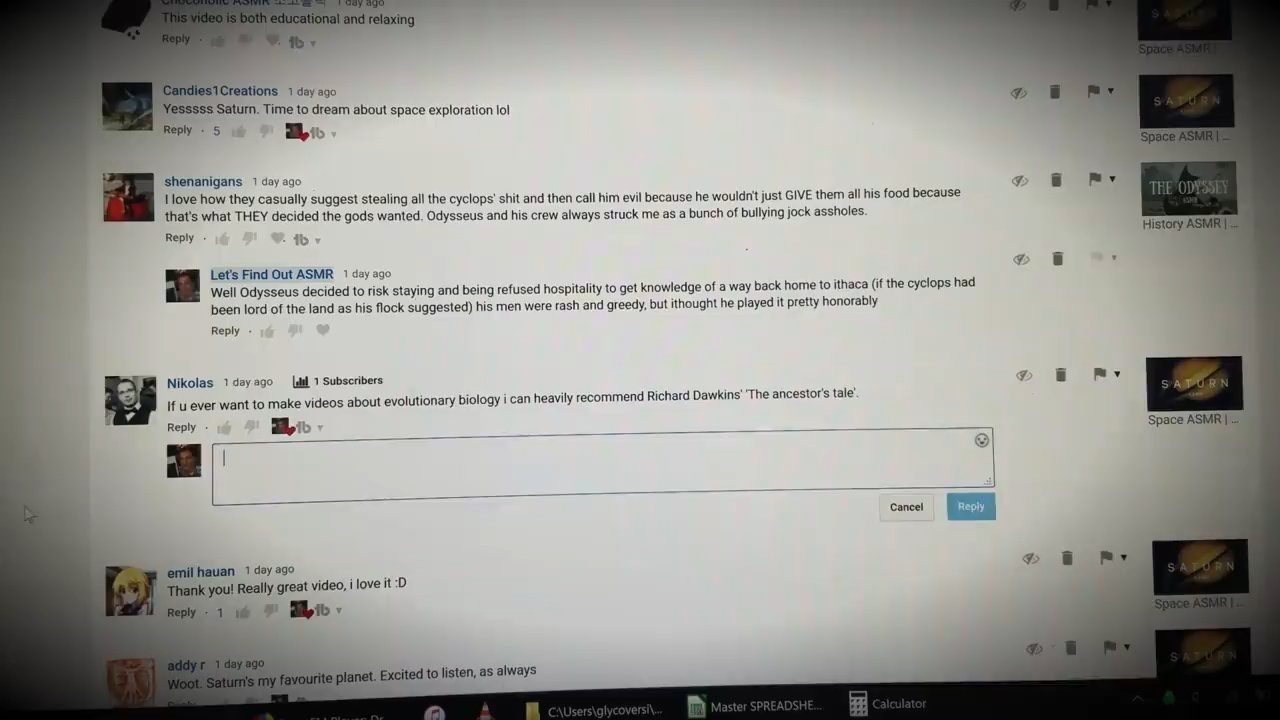 1 day ago
This video is both educational and relaxing
Reply
SATURN
Space ASMR |
Candies1Creations 1 day ago
Yesssss Saturn. Time to dream about space exploration lol
Reply · 5
SATURN
Space ASMR | ...
shenanigans 1 day ago
I love how they casually suggest stealing all the cyclops' shit and then call him evil because he wouldn't just GIVE them all his food because
that's what THEY decided the gods wanted. Odysseus and his crew always struck me as a bunch of bullying jock assholes.
Reply ·
THE ODYSSEY
ASMR
History ASMR | ...
Let's Find Out ASMR 1 day ago
Well Odysseus decided to risk staying and being refused hospitality to get knowledge of a way back home to ithaca (if the cyclops had
been lord of the land as his flock suggested) his men were rash and greedy, but ithought he played it pretty honorably
Reply ·
Nikolas 1 day ago 1 Subscribers
If u ever want to make videos about evolutionary biology i can heavily recommend Richard Dawkins' 'The ancestor's tale'.
Reply ·
SATURN
Space ASMR | ...
Cancel Reply
emil hauan 1 day ago
Thank you! Really great video, i love it :D
Reply · 1
SATURN
Space ASMR | ...
addy r 1 day ago
Woot. Saturn's my favourite planet. Excited to listen, as always
SATURN
C:\Users\glycoversi\... Master SPREADSHE... Calculator